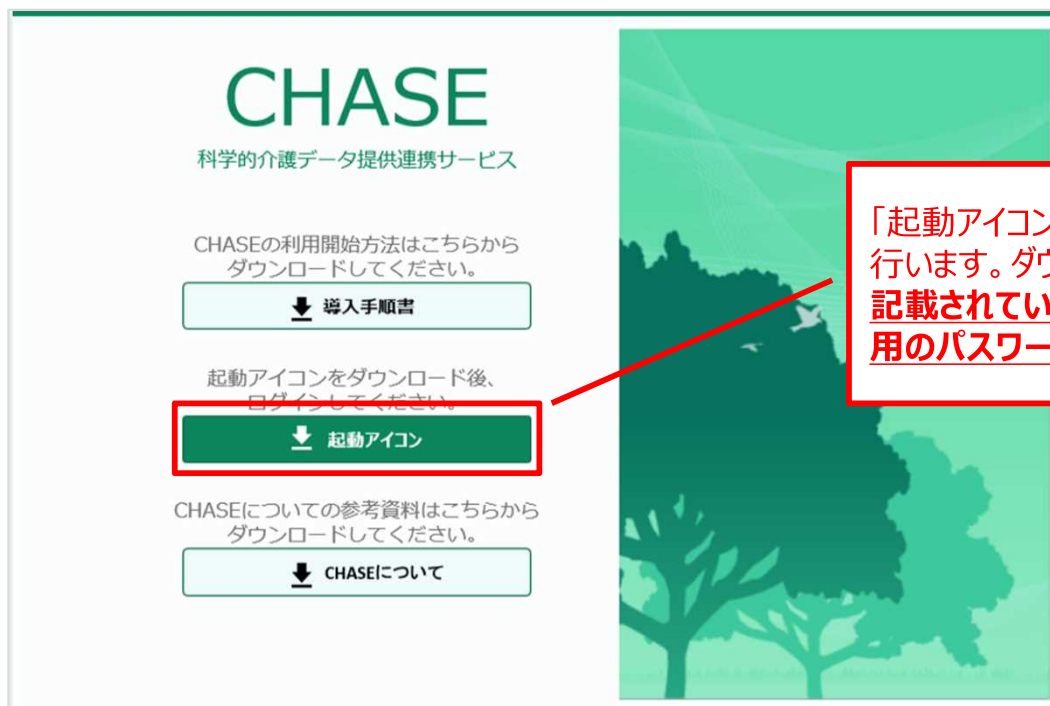 CHASE
科学的介護データ提供連携サービス
CHASEの利用開始方法はこちらから
ダウンロードしてください。
導入手順書
起動アイコンをダウンロード後、
ログインしてください。
起動アイコン
CHASEについての参考資料はこちらから
ダウンロードしてください。
CHASEについて
「起動アイコン
行います。ダウ
記載されてい
用のパスワー